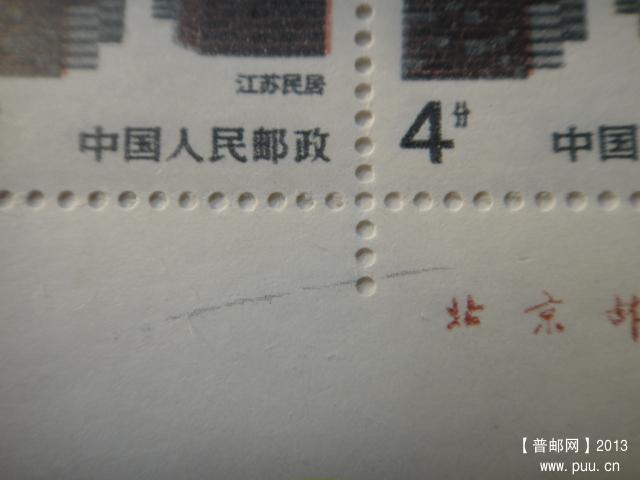 江苏民居
中国人民邮政
4分
中国
北京邮
【普邮网】2013
www.puu.cn